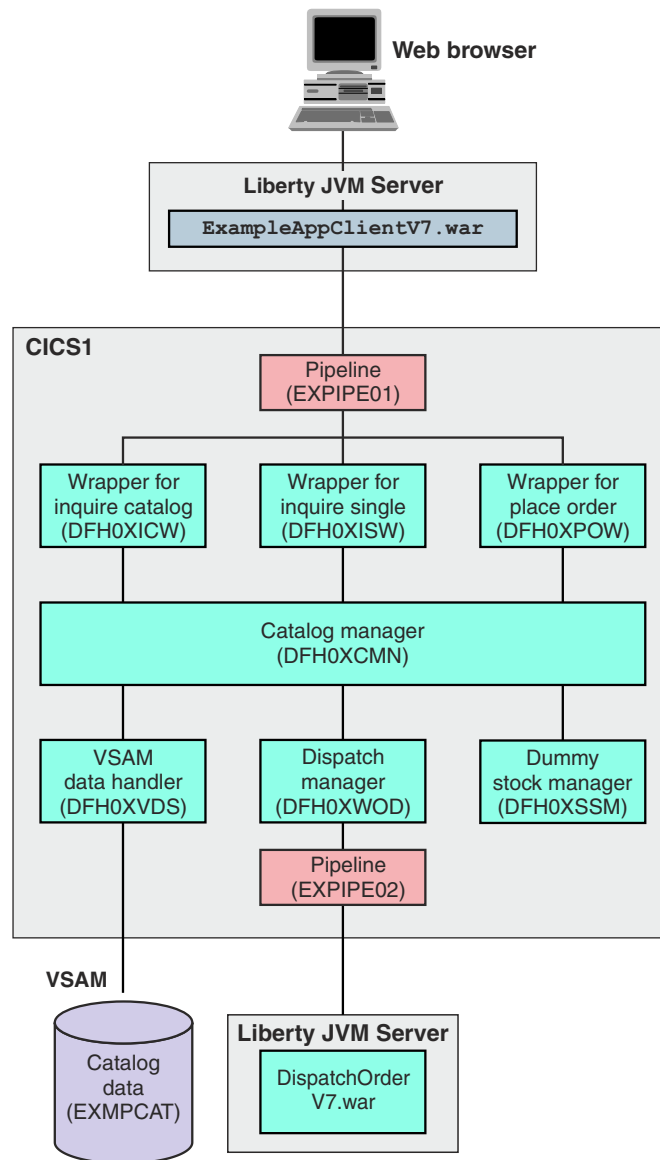 Web browser
Liberty JVM Server
ExampleAppClientV7.war
CICS1
Pipeline
(EXPIPE01)
Wrapper for
inquire catalog
(DFH0XICW)
Wrapper for
inquire single
(DFH0XISW)
Wrapper for
place order
(DFH0XPOW)
Catalog manager
(DFH0XCMN)
VSAM
data handler
(DFH0XVDS)
Dispatch
manager
(DFH0XWOD)
Dummy
stock manager
(DFH0XSSM)
Pipeline
(EXPIPE02)
VSAM
Catalog
data
(EXMPCAT)
Liberty JVM Server
DispatchOrder
V7.war